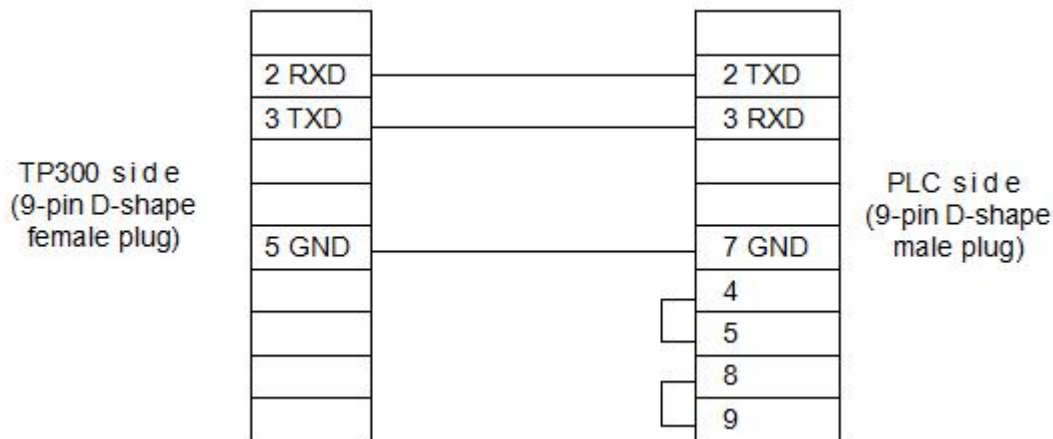 2 RXD
2 TXD
3 TXD
3 RXD
TP300 side
(9-pin D-shape
female plug)
PLC side
(9-pin D-shape
male plug)
5 GND
7 GND
4
5
8
9